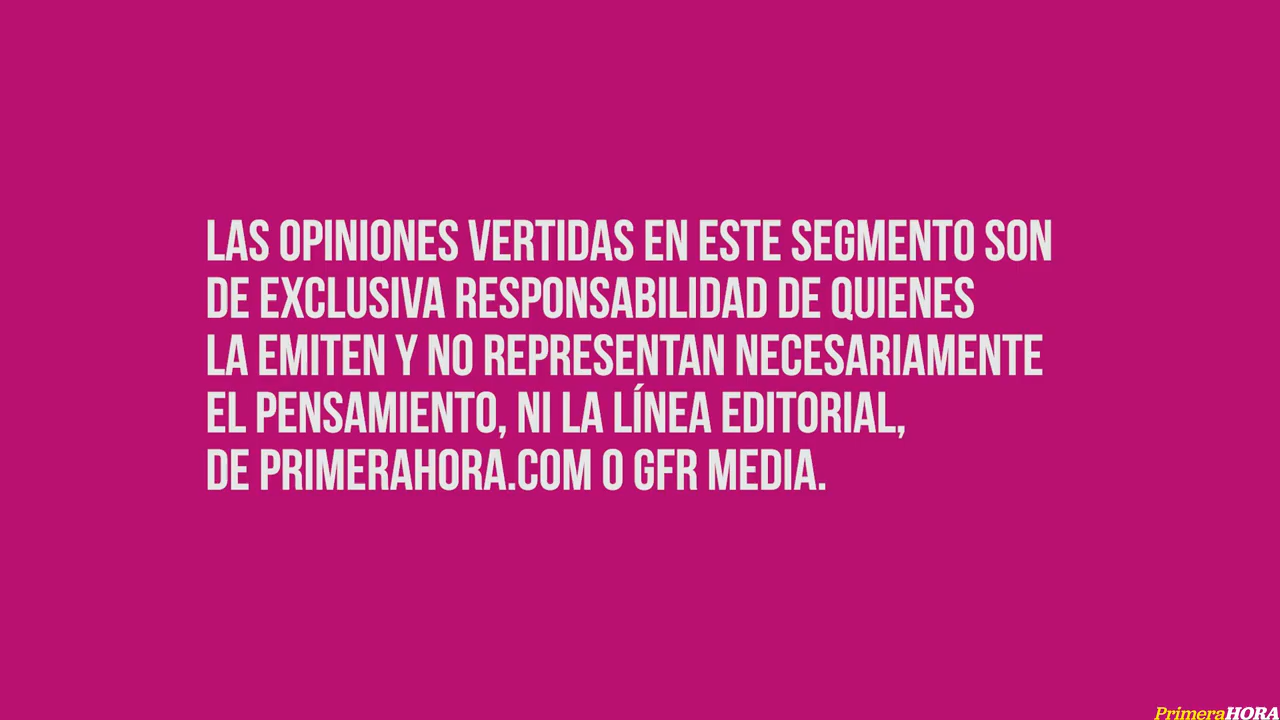 LAS OPINIONES VERTIDAS EN ESTE SEGMENTO SON
DE EXCLUSIVA RESPONSABILIDAD DE QUIENES
LA EMITEN Y NO REPRESENTAN NECESARIAMENTE
EL PENSAMIENTO, NI LA LÍNEA EDITORIAL,
DE PRIMERAHORA.COM O GFR MEDIA.
PrimeraHORA